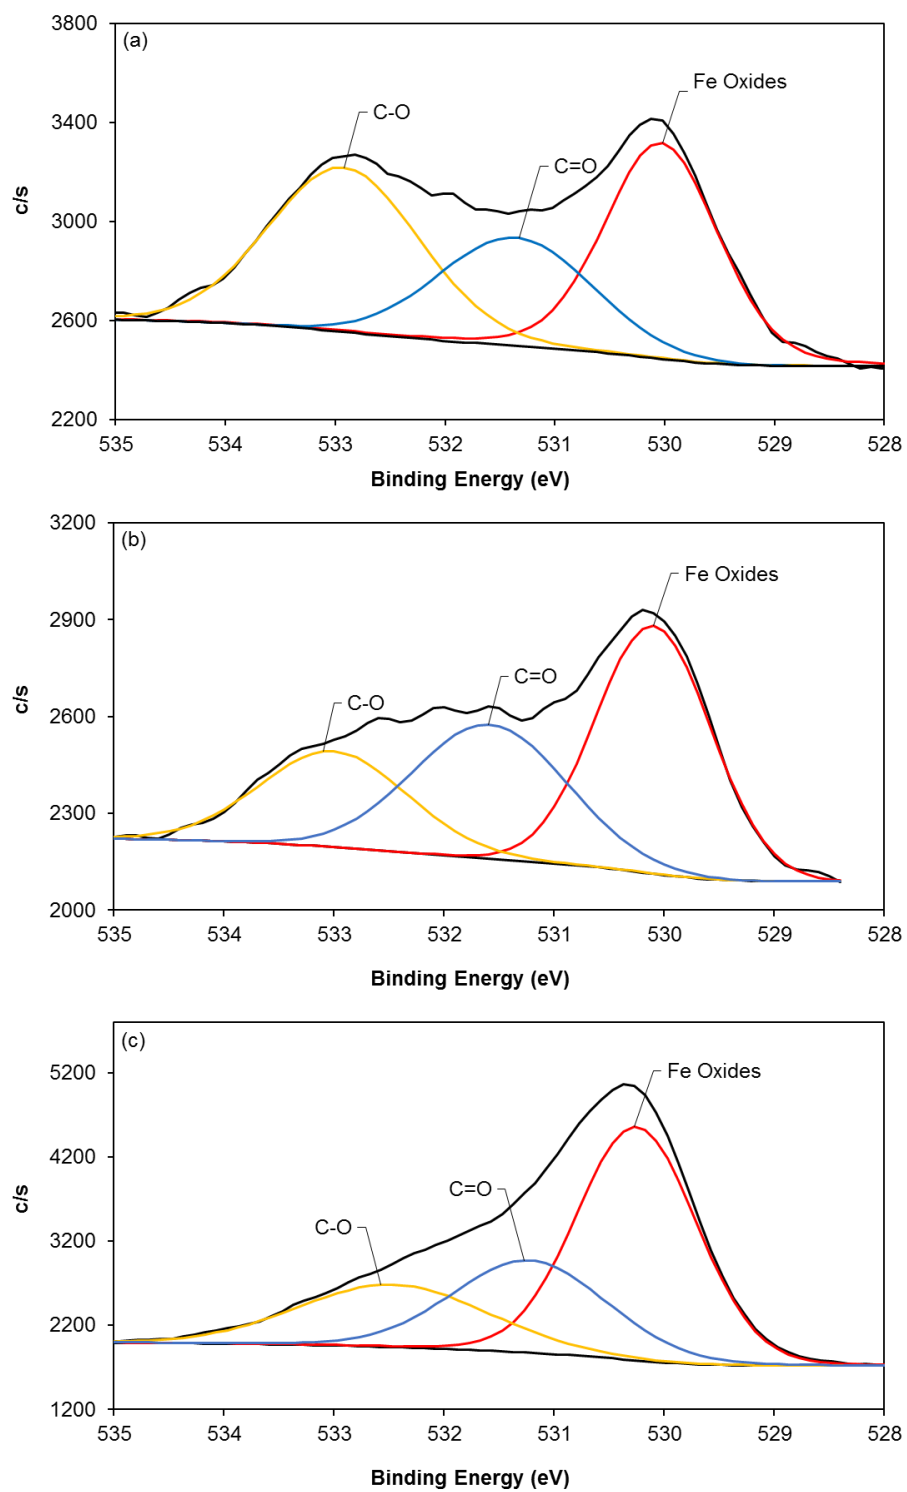 3800
(a)
Fe Oxides
C-O
3400
C=O
c/s
3000
2600
2200
535 534 533 532 531 530 529 528
Binding Energy (eV)
3200
(b)
Fe Oxides
2900
C=O
C-O
c/s
2600
2300
2000
535 534 533 532 531 530 529 528
Binding Energy (eV)
(c)
5200
Fe Oxides
4200
C=O
c/s
C-O
3200
2200
1200
535 534 533 532 531 530 529 528
Binding Energy (eV)